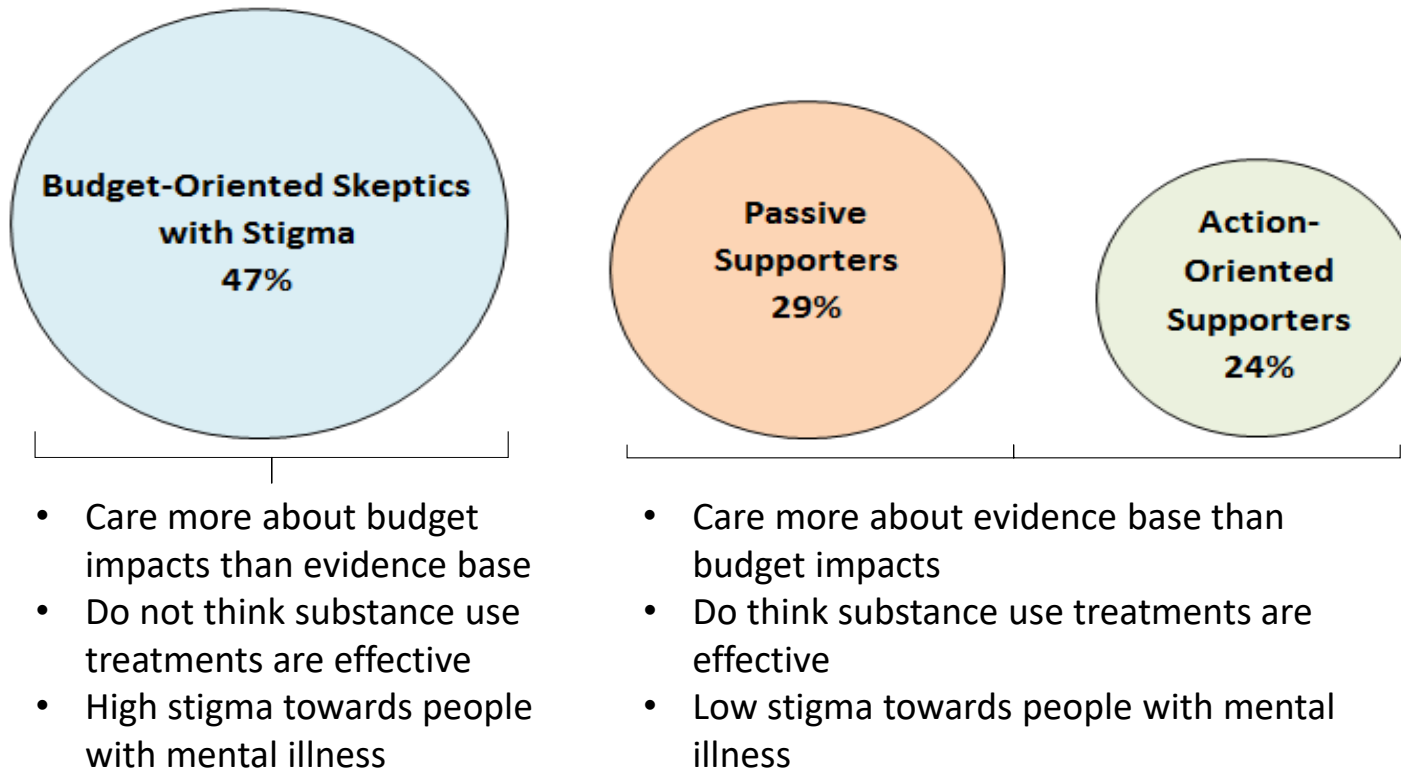 Budget-Oriented Skeptics
with Stigma
47%
Passive
Supporters
29%
Action-
Oriented
Supporters
24%
• Care more about budget
impacts than evidence base
• Do not think substance use
treatments are effective
• High stigma towards people
with mental illness
• Care more about evidence base than
budget impacts
• Do think substance use treatments are
effective
• Low stigma towards people with mental
illness